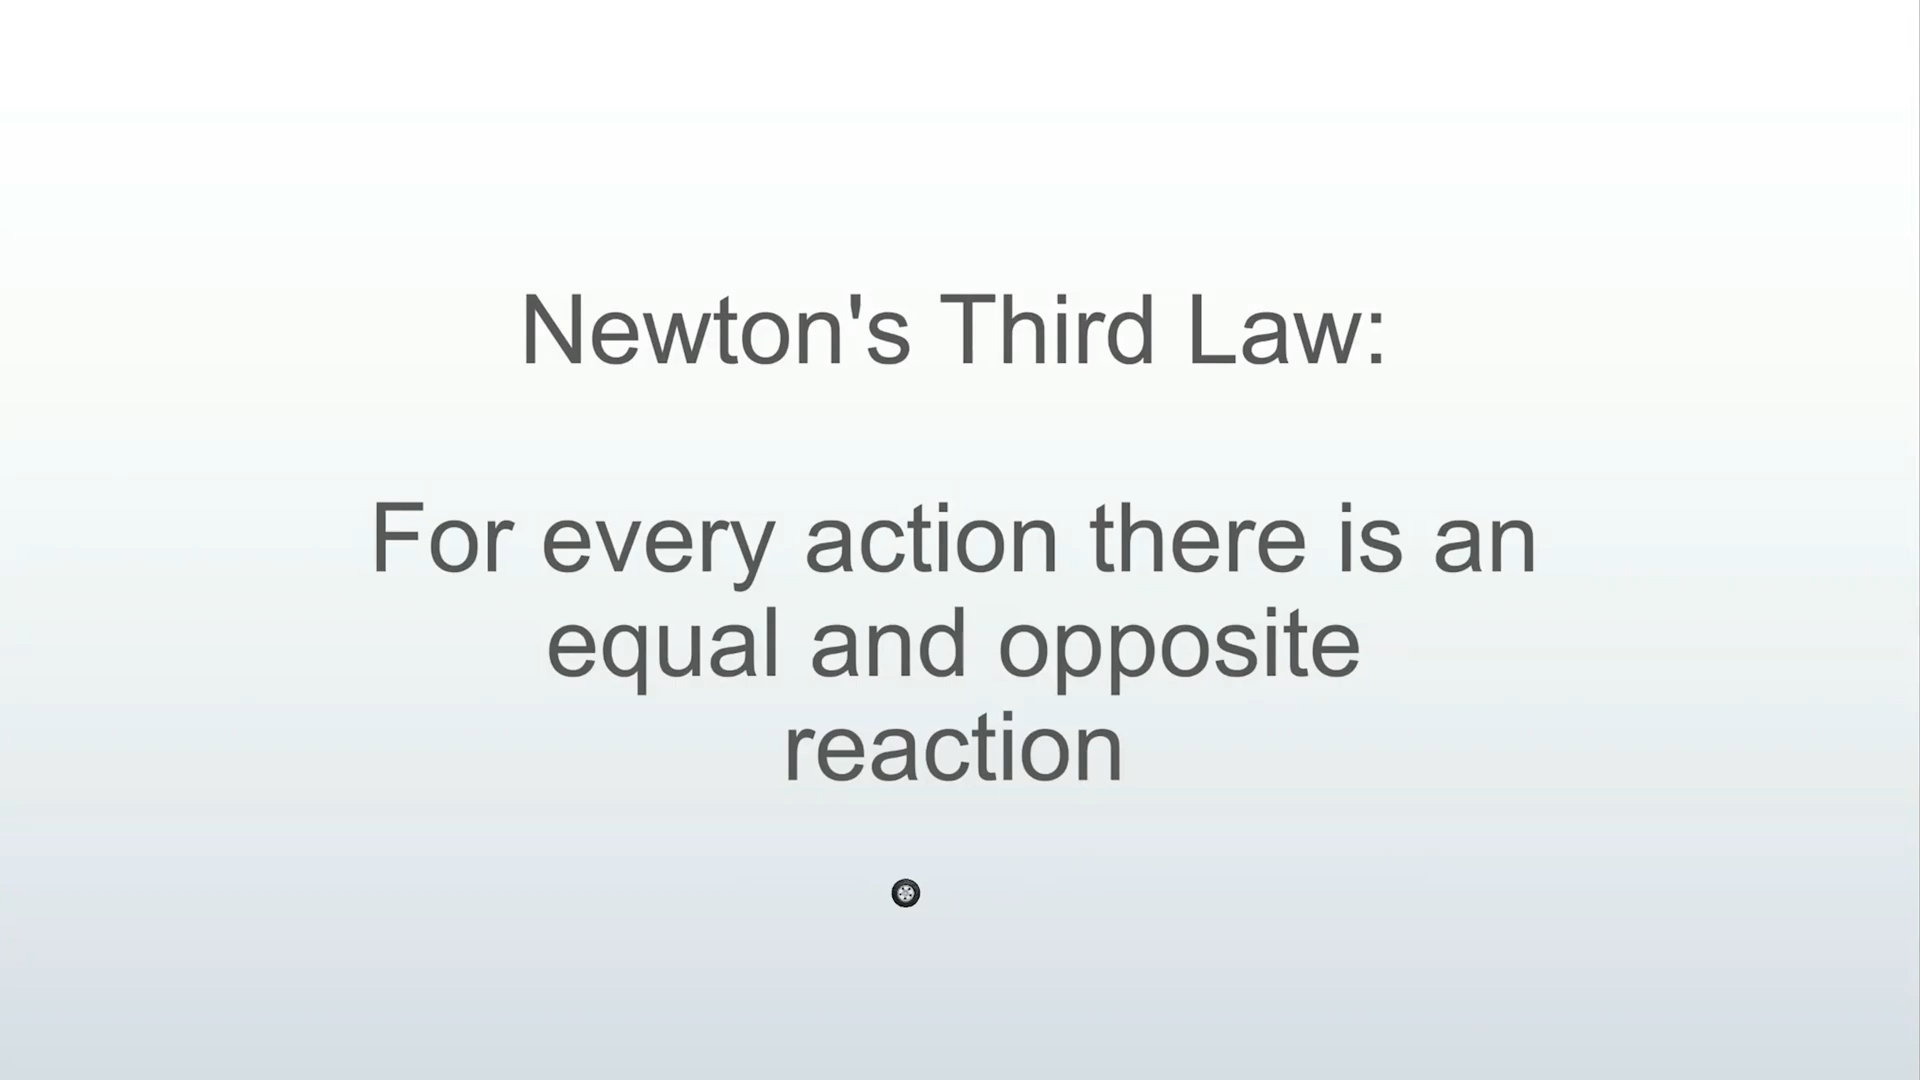 Newton's Third Law:
For every action there is an
equal and opposite
reaction